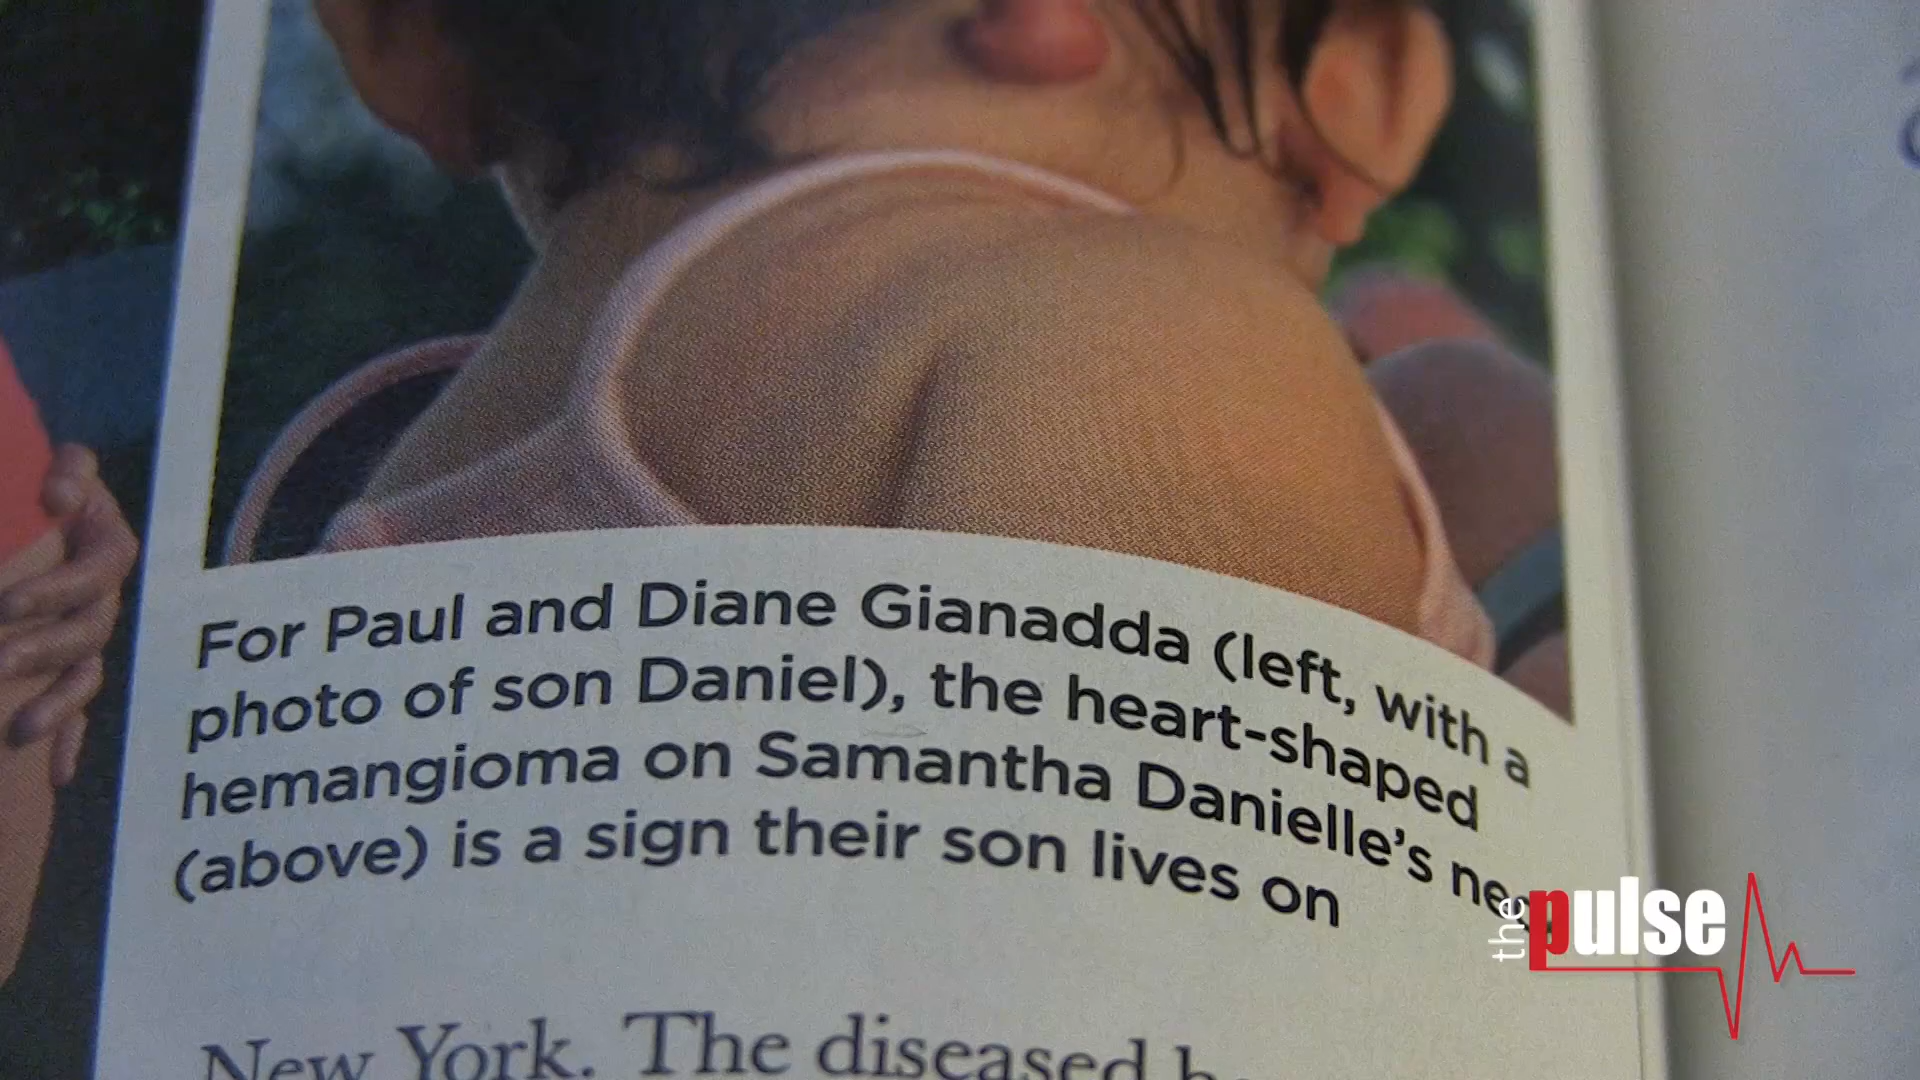 For Paul and Diane Gianadda (left, with a
photo of son Daniel), the heart-shaped
hemangioma on Samantha Danielle's
(above) is a sign their son lives on
the pulse
New York. The diseased